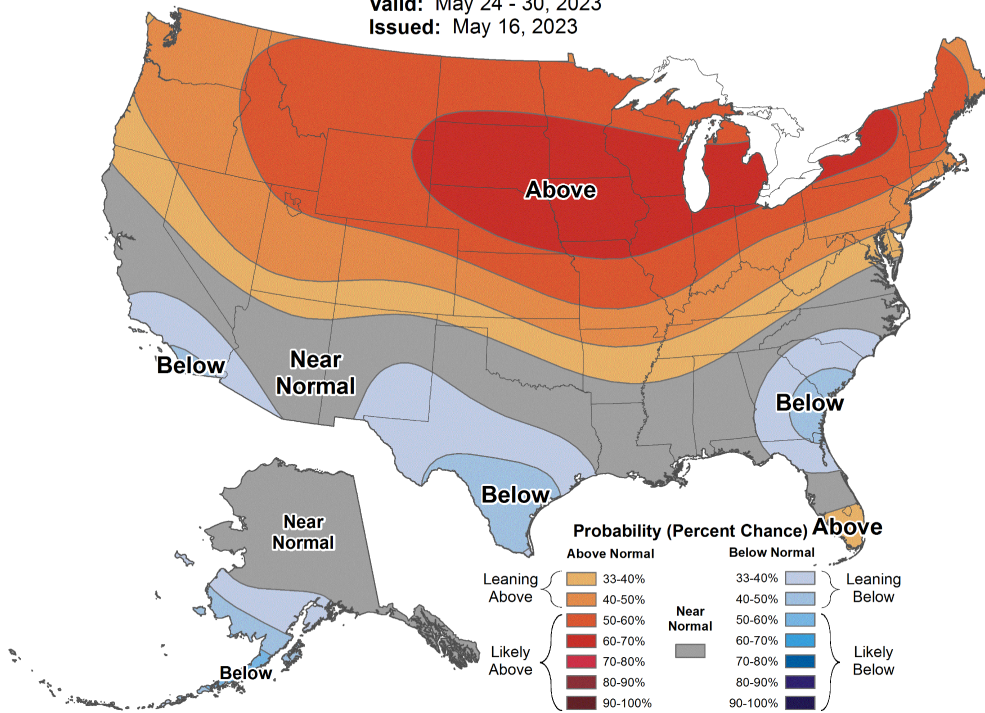 Valid: May 24 - 30, 2023
Issued: May 16, 2023
Above
Near
Normal
Below
Below
Below
Above
Near
Normal
Below
Probability (Percent Chance)
Above Normal
Below Normal
Leaning
Above
33-40%
40-50%
Likely
Above
50-60%
60-70%
70-80%
80-90%
90-100%
Near
Normal
33-40%
40-50%
Leaning
Below
50-60%
60-70%
70-80%
80-90%
90-100%
Likely
Below